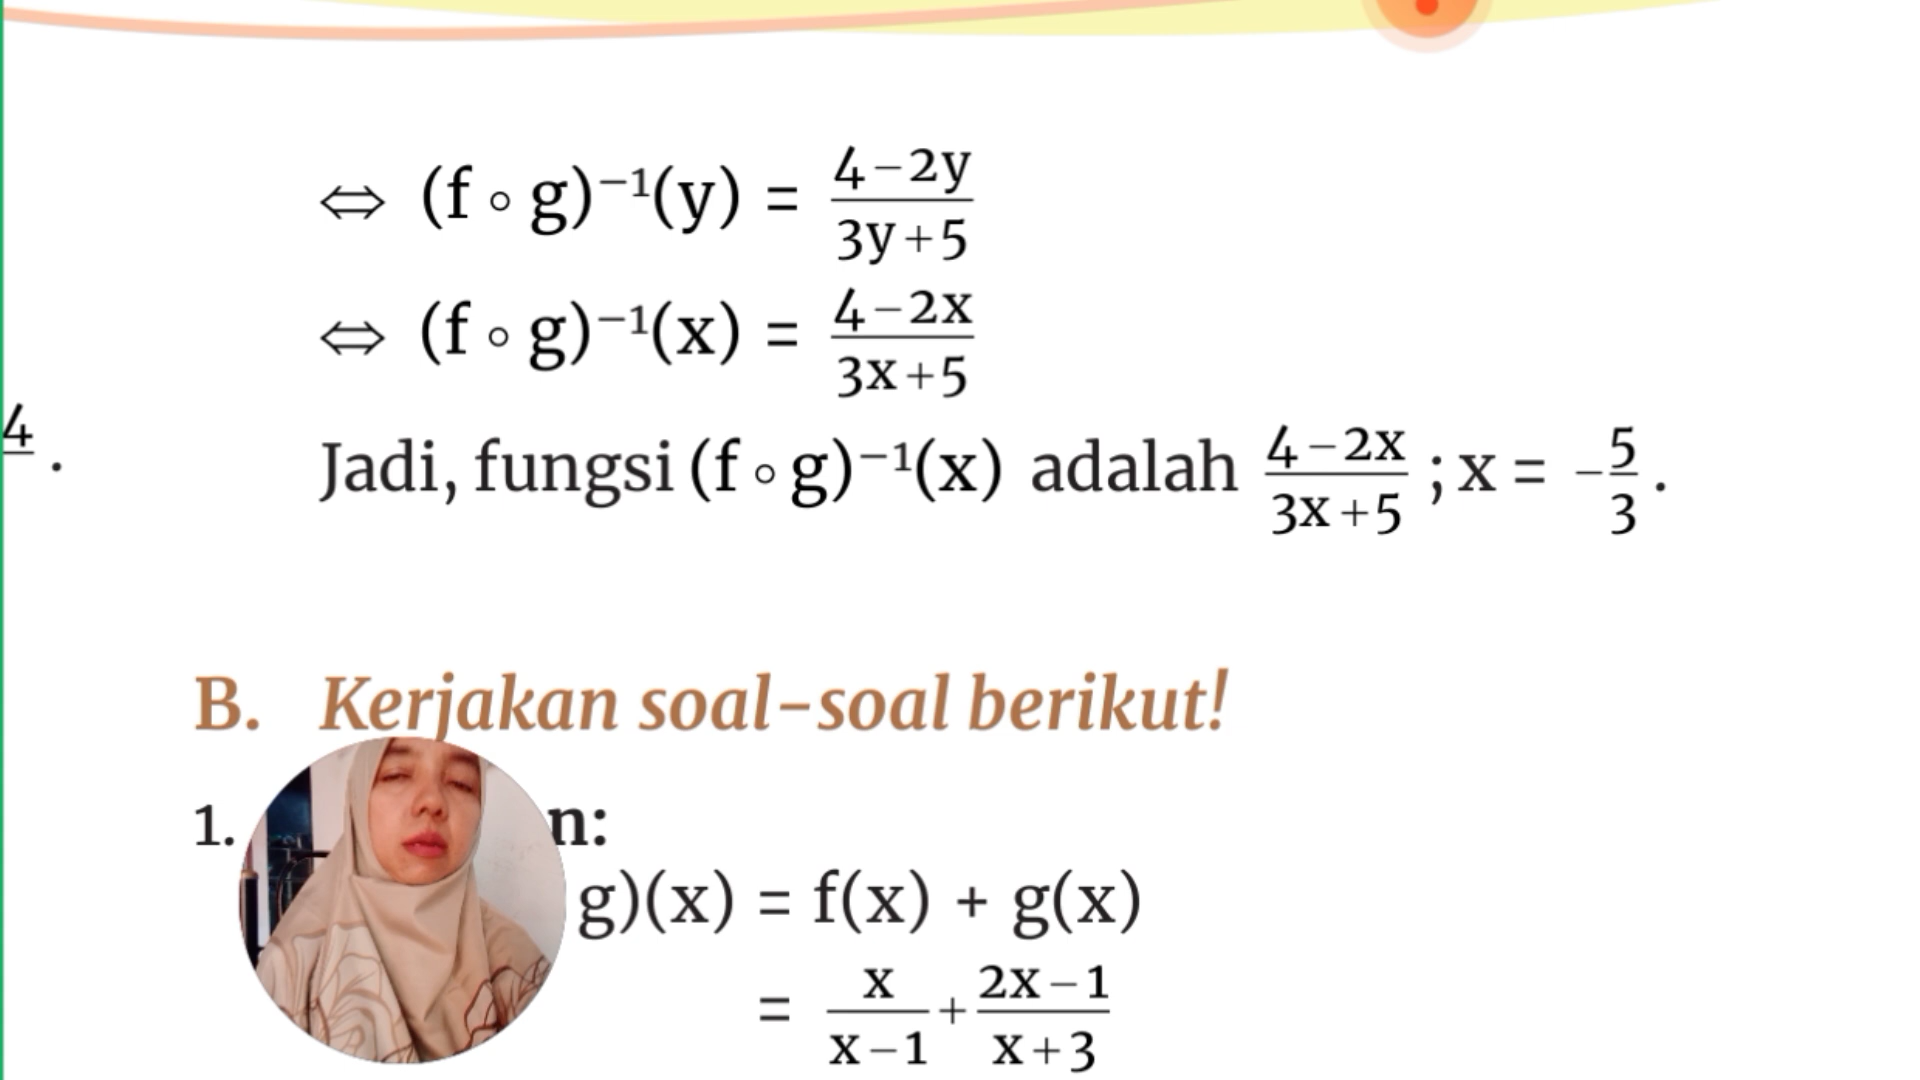 ⇔ (f ∘ g)⁻¹(y) = (4−2y)/(3y+5)
⇔ (f ∘ g)⁻¹(x) = (4−2x)/(3x+5)
4 .
Jadi, fungsi (f ∘ g)⁻¹(x) adalah (4−2x)/(3x+5) ; x = −5/3 .
B. Kerjakan soal-soal berikut!
1. n:
g)(x) = f(x) + g(x)
= x/(x−1) + (2x−1)/(x+3)